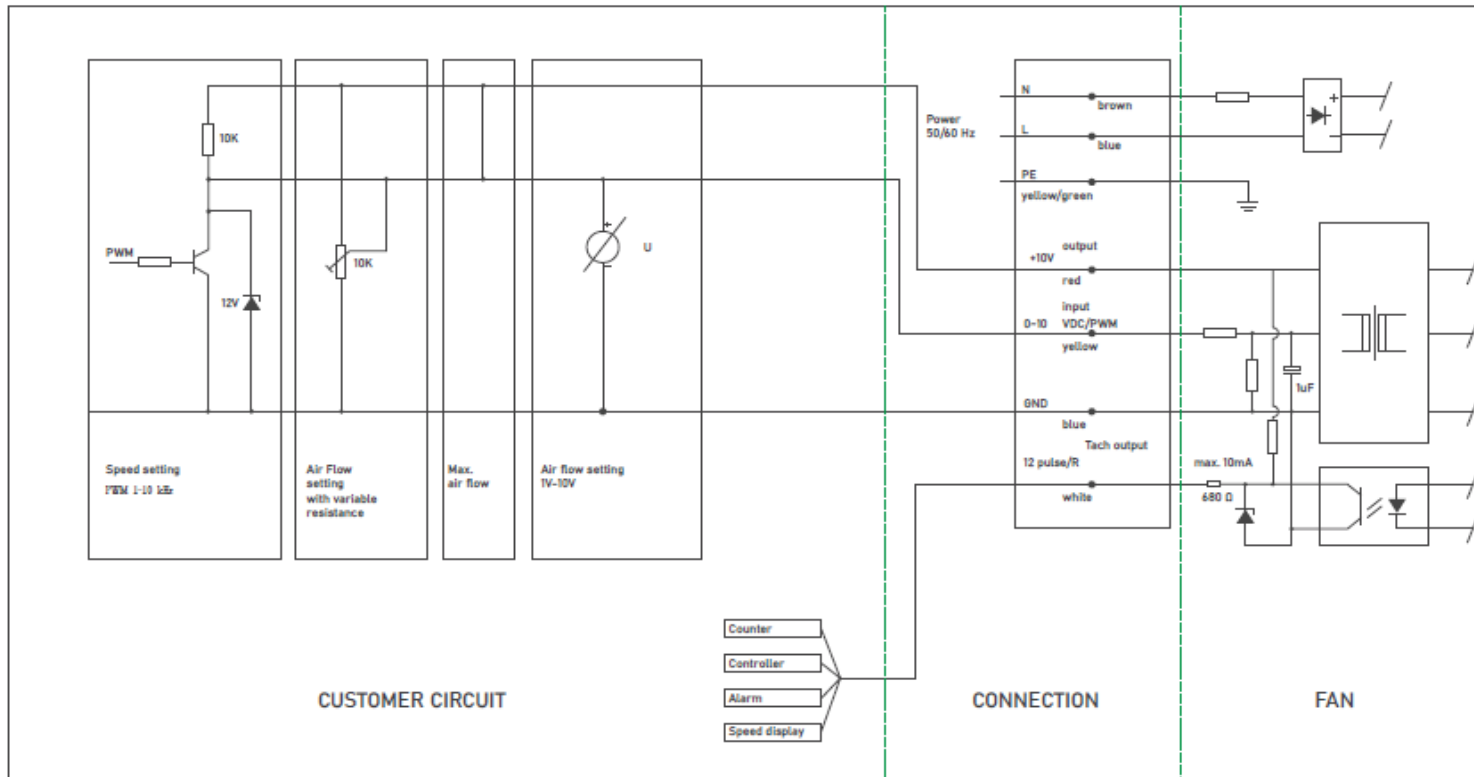 10K
PWM
12V
Speed setting
PWM 1-10 kHz
10K
Air Flow
setting
with variable
resistance
Max.
air flow
+
U
-
Air flow setting
1V-10V
Power
50/60 Hz
N
brown
L
blue
PE
yellow/green
output
+10V
red
input
0-10 VDC/PWM
yellow
GND
blue
Tach output
12 pulse/R
white
+
-
1uF
max. 10mA
680 Ω
Counter
Controller
Alarm
Speed display
CUSTOMER CIRCUIT
CONNECTION
FAN